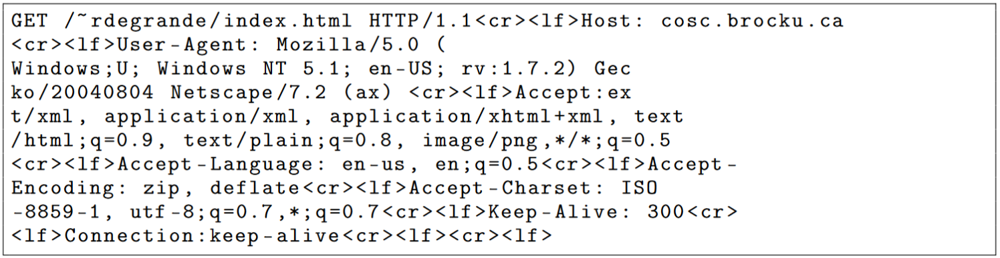 GET /~rdegrande/index.html HTTP/1.1<cr><lf>Host: cosc.brocku.ca
<cr><lf>User-Agent: Mozilla/5.0 (
Windows;U; Windows NT 5.1; en-US; rv:1.7.2) Gec
ko/20040804 Netscape/7.2 (ax) <cr><lf>Accept:ex
t/xml, application/xml, application/xhtml+xml, text
/html;q=0.9, text/plain;q=0.8, image/png,*/*;q=0.5
<cr><lf>Accept-Language: en-us, en;q=0.5<cr><lf>Accept-
Encoding: zip, deflate<cr><lf>Accept-Charset: ISO
-8859-1, utf-8;q=0.7,*;q=0.7<cr><lf>Keep-Alive: 300<cr>
<lf>Connection:keep-alive<cr><lf><cr><lf>